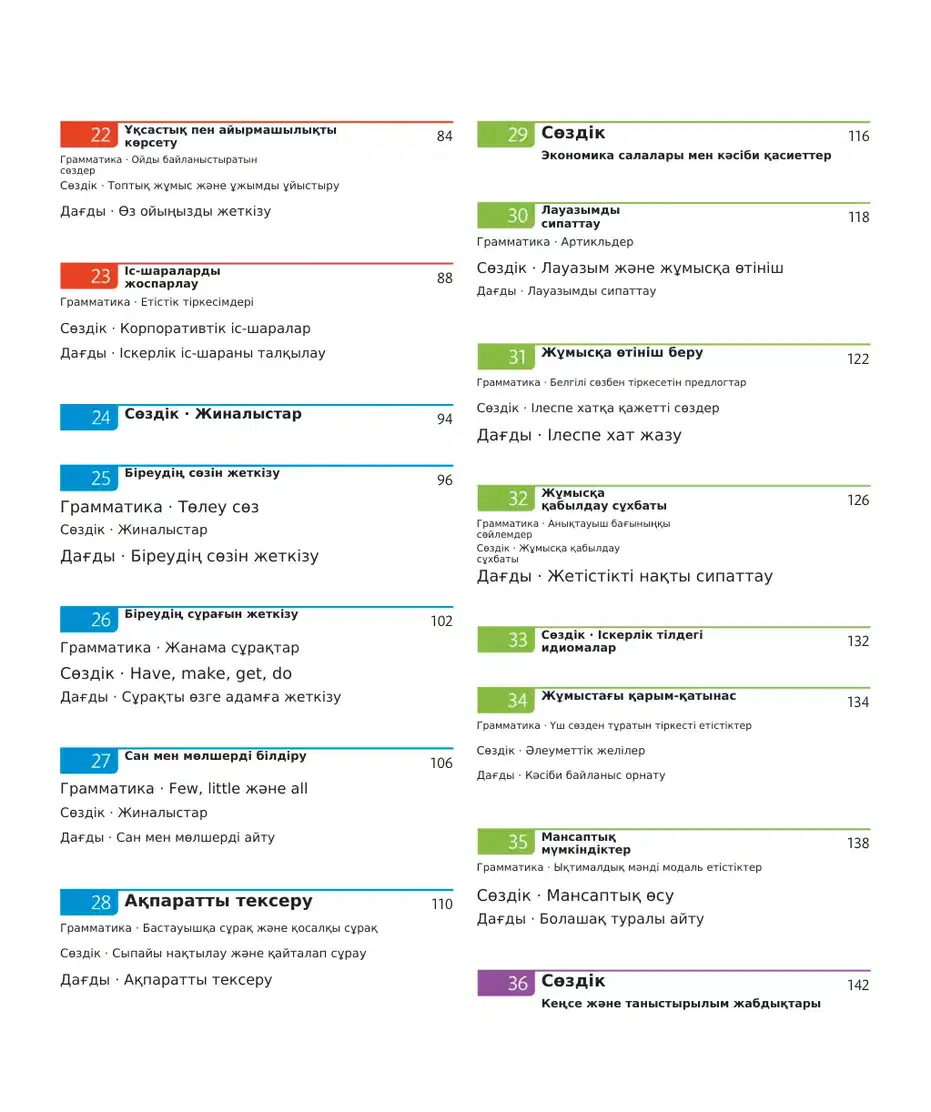 22 Ұқсастық пен айырмашылықты 84
көрсету
Грамматика · Ойды байланыстыратын
сөздер
Сөздік · Топтық жұмыс және ұжымды ұйыстыру
Дағды · Өз ойыңызды жеткізу
23 Іс-шараларды 88
жоспарлау
Грамматика · Етістік тіркесімдері
Сөздік · Корпоративтік іс-шаралар
Дағды · Іскерлік іс-шараны талқылау
24 Сөздік · Жиналыстар 94
25 Біреудің сөзін жеткізу 96
Грамматика · Төлеу сөз
Сөздік · Жиналыстар
Дағды · Біреудің сөзін жеткізу
26 Біреудің сұрағын жеткізу 102
Грамматика · Жанама сұрақтар
Сөздік · Have, make, get, do
Дағды · Сұрақты өзге адамға жеткізу
27 Сан мен мөлшерді білдіру 106
Грамматика · Few, little және all
Сөздік · Жиналыстар
Дағды · Сан мен мөлшерді айту
28 Ақпаратты тексеру 110
Грамматика · Бастауышқа сұрақ және қосалқы сұрақ
Сөздік · Сыпайы нақтылау және қайталап сұрау
Дағды · Ақпаратты тексеру
29 Сөздік 116
Экономика салалары мен кәсіби қасиеттер
30 Лауазымды 118
сипаттау
Грамматика · Артикльдер
Сөздік · Лауазым және жұмысқа өтініш
Дағды · Лауазымды сипаттау
31 Жұмысқа өтініш беру 122
Грамматика · Белгілі сөзбен тіркесетін предлогтар
Сөздік · Ілеспе хатқа қажетті сөздер
Дағды · Ілеспе хат жазу
32 Жұмысқа 126
қабылдау сұхбаты
Грамматика · Анықтауыш бағыныңқы
сөйлемдер
Сөздік · Жұмысқа қабылдау
сұхбаты
Дағды · Жетістікті нақты сипаттау
33 Сөздік · Іскерлік тілдегі 132
идиомалар
34 Жұмыстағы қарым-қатынас 134
Грамматика · Үш сөзден тұратын тіркесті етістіктер
Сөздік · Әлеуметтік желілер
Дағды · Кәсіби байланыс орнату
35 Мансаптық 138
мүмкіндіктер
Грамматика · Ықтималдық мәнді модаль етістіктер
Сөздік · Мансаптық өсу
Дағды · Болашақ туралы айту
36 Сөздік 142
Кеңсе және таныстырылым жабдықтары